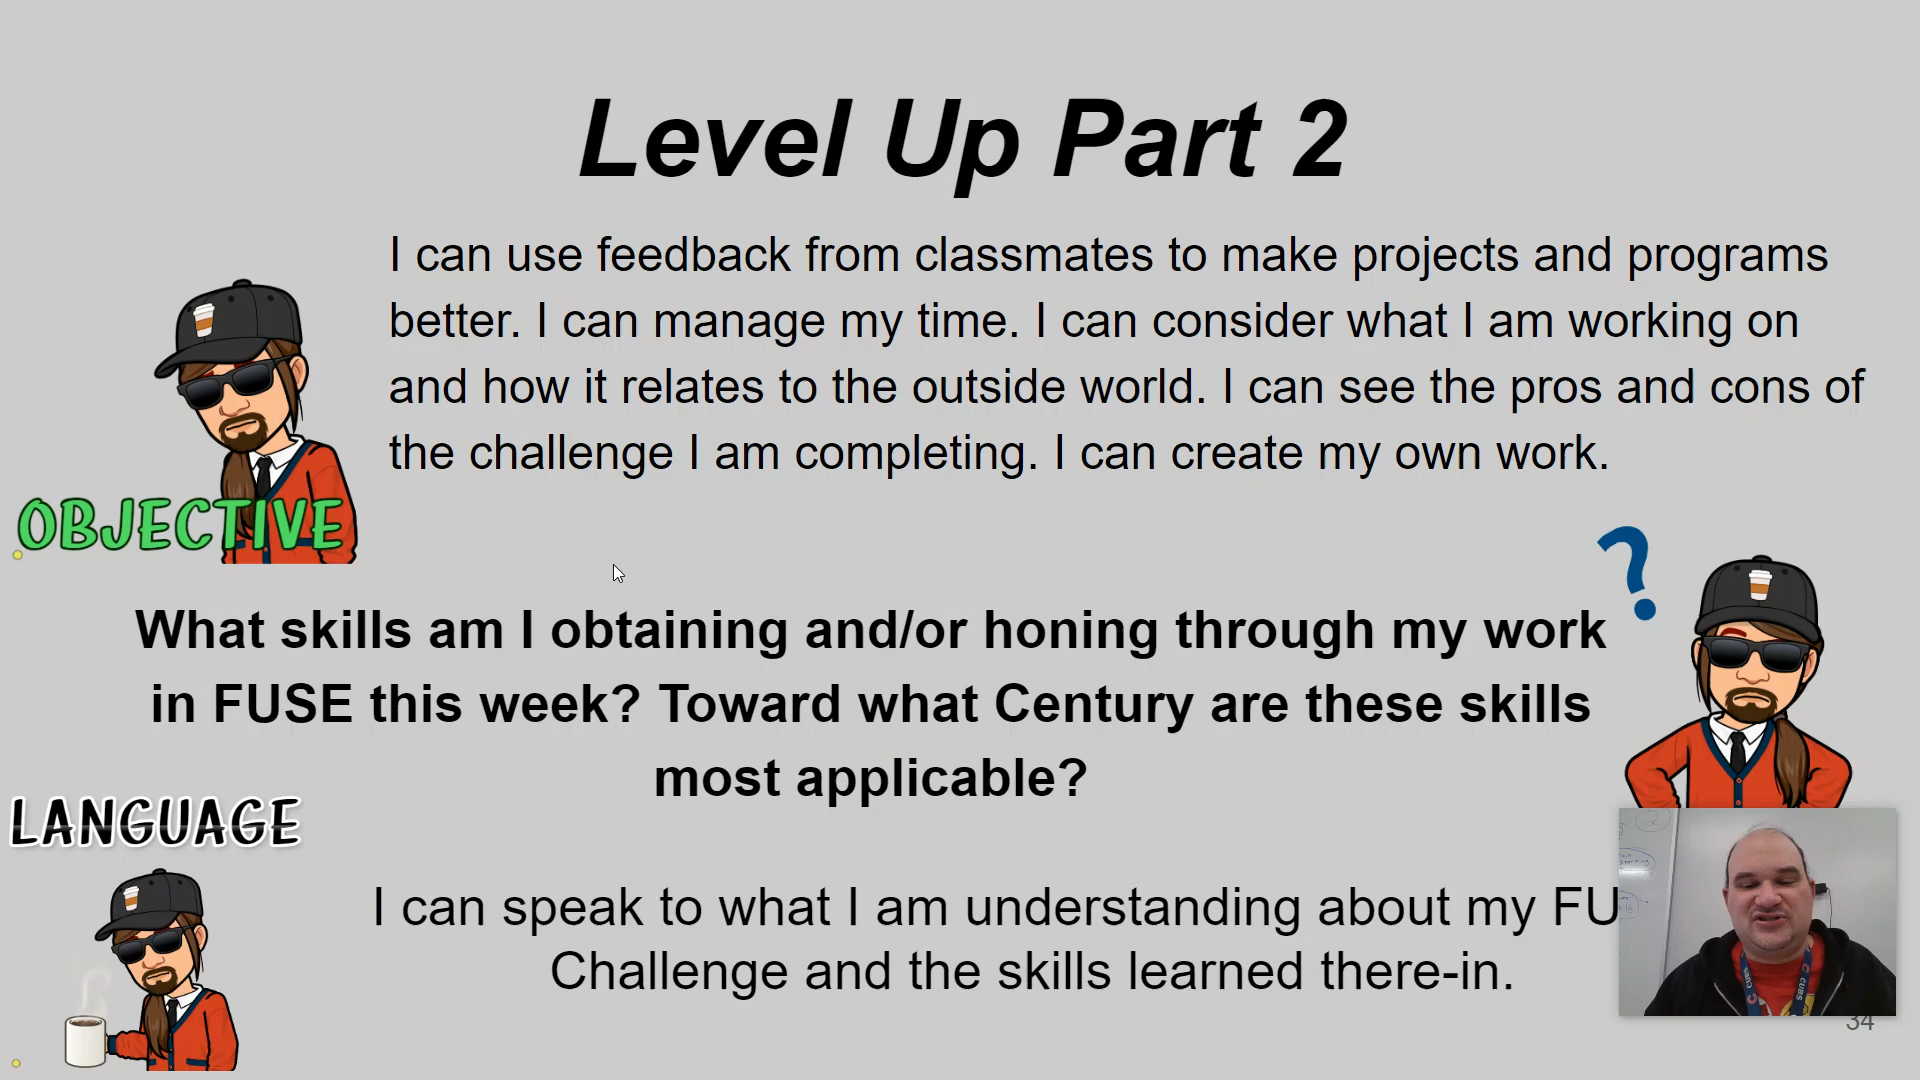 Level Up Part 2
I can use feedback from classmates to make projects and programs
better. I can manage my time. I can consider what I am working on
and how it relates to the outside world. I can see the pros and cons of
the challenge I am completing. I can create my own work.
OBJECTIVE
?
What skills am I obtaining and/or honing through my work
in FUSE this week? Toward what Century are these skills
most applicable?
LANGUAGE
I can speak to what I am understanding about my FU
Challenge and the skills learned there-in.
CUBS
34